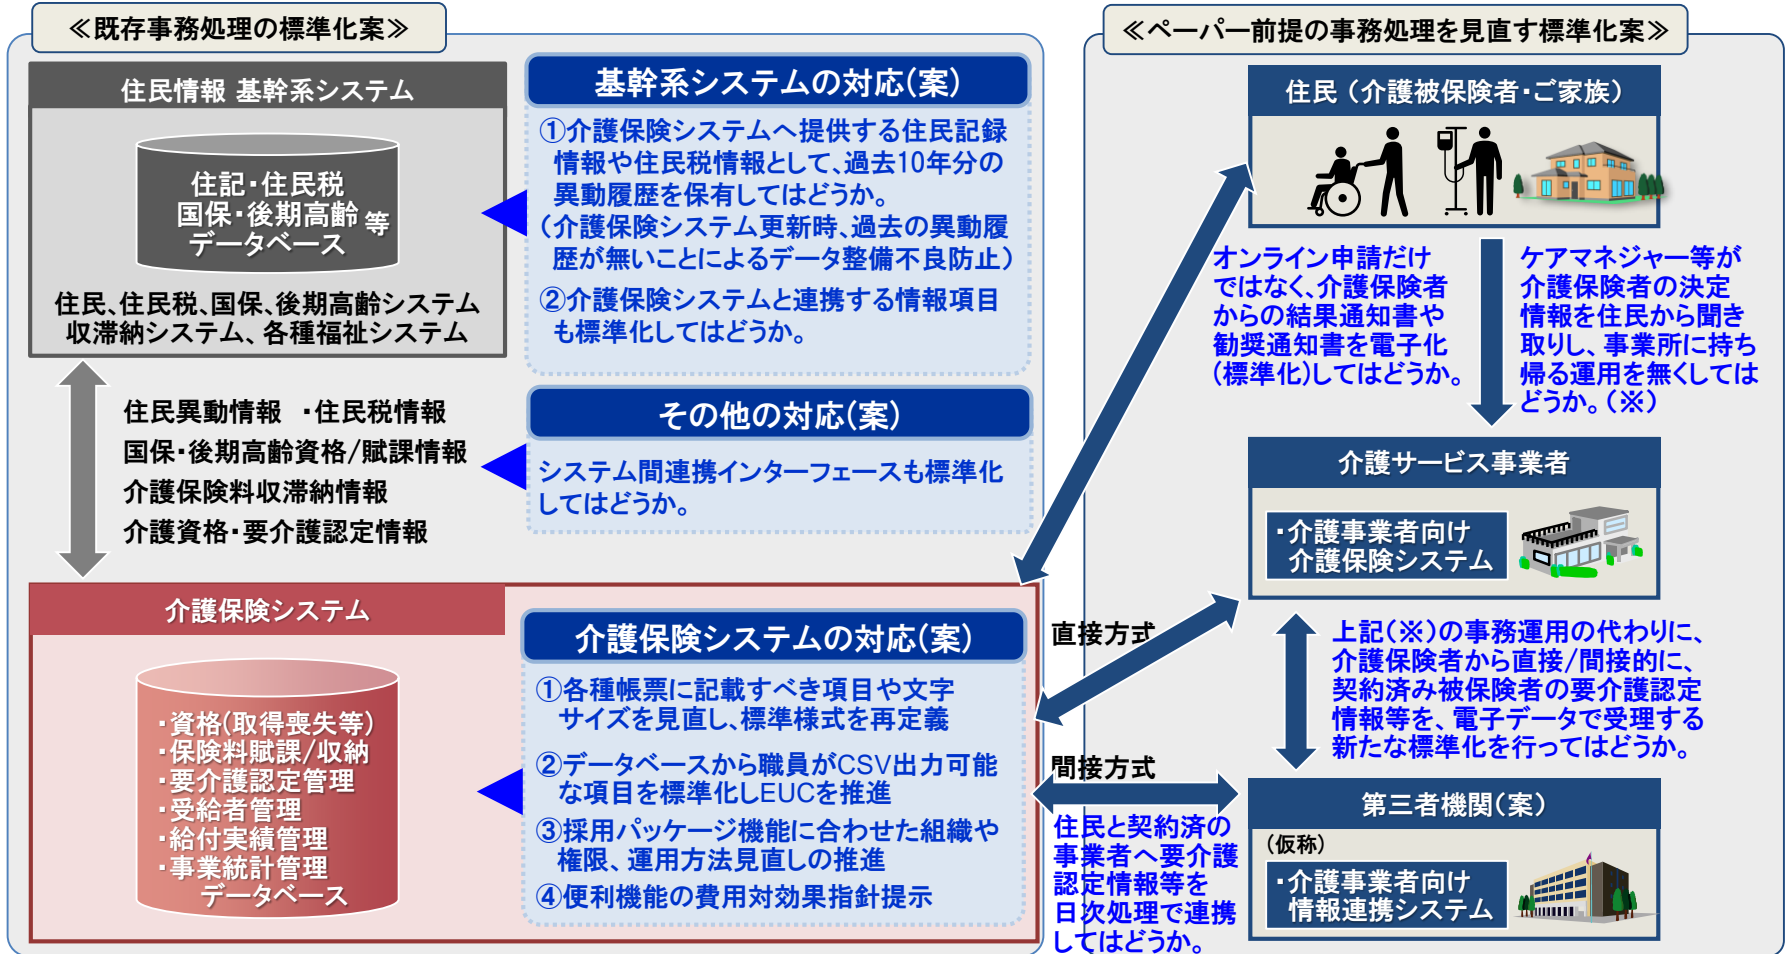 ≪既存事務処理の標準化案≫
住民情報 基幹系システム
住記・住民税
国保・後期高齢 等
データベース
住民、住民税、国保、後期高齢システム
収滞納システム、各種福祉システム
基幹系システムの対応(案)
①介護保険システムへ提供する住民記録
情報や住民税情報として、過去10年分の
異動履歴を保有してはどうか。
(介護保険システム更新時、過去の異動履
歴が無いことによるデータ整備不良防止)
②介護保険システムと連携する情報項目
も標準化してはどうか。
住民異動情報 ・住民税情報
国保・後期高齢資格/賦課情報
介護保険料収滞納情報
介護資格・要介護認定情報
その他の対応(案)
システム間連携インターフェースも標準化
してはどうか。
介護保険システム
・資格(取得喪失等)
・保険料賦課/収納
・要介護認定管理
・受給者管理
・給付実績管理
・事業統計管理
データベース
介護保険システムの対応(案)
①各種帳票に記載すべき項目や文字
サイズを見直し、標準様式を再定義
②データベースから職員がCSV出力可能
な項目を標準化しEUCを推進
③採用パッケージ機能に合わせた組織や
権限、運用方法見直しの推進
④便利機能の費用対効果指針提示
≪ペーパー前提の事務処理を見直す標準化案≫
住民(介護被保険者・ご家族)
オンライン申請だけ
ではなく、介護保険者
からの結果通知書や
勧奨通知書を電子化
(標準化)してはどうか。
ケアマネジャー等が
介護保険者の決定
情報を住民から聞き
取りし、事業所に持ち
帰る運用を無くしては
どうか。(※)
介護サービス事業者
・介護事業者向け
介護保険システム
直接方式
上記(※)の事務運用の代わりに、
介護保険者から直接/間接的に、
契約済み被保険者の要介護認定
情報等を、電子データで受理する
新たな標準化を行ってはどうか。
間接方式
住民と契約済の
事業者へ要介護
認定情報等を
日次処理で連携
してはどうか。
第三者機関(案)
(仮称)
・介護事業者向け
情報連携システム